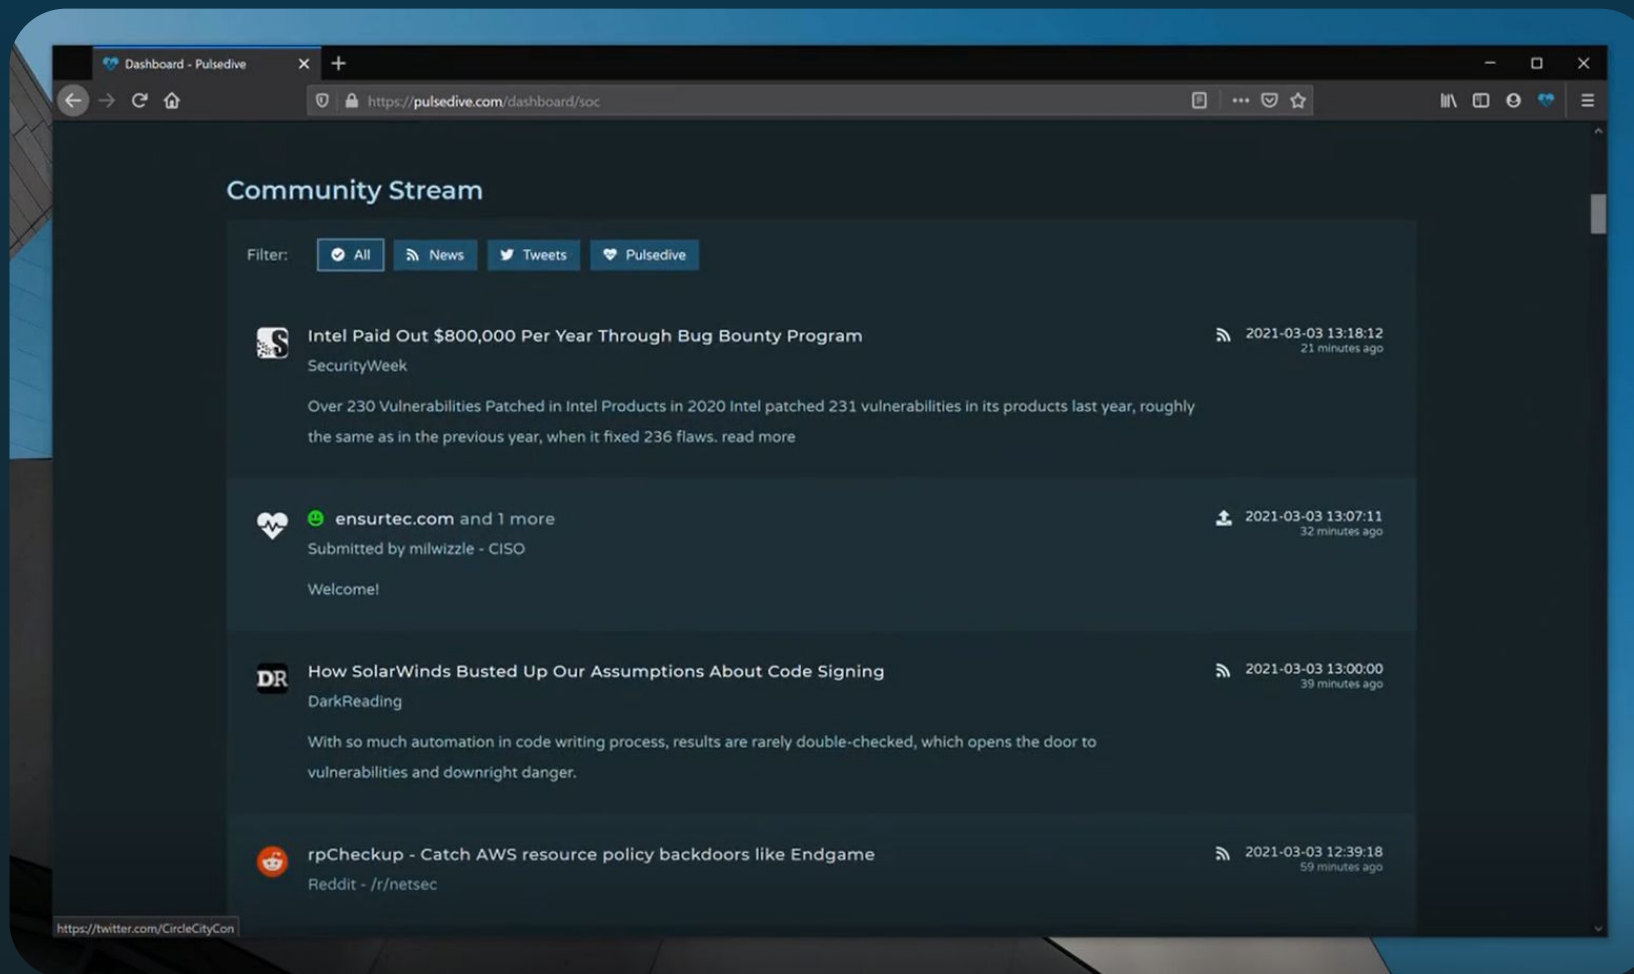 Dashboard - Pulsedive
https://pulsedive.com/dashboard/soc
Community Stream
Filter:
All
News
Tweets
Pulsedive
Intel Paid Out $800,000 Per Year Through Bug Bounty Program
2021-03-03 13:18:12
21 minutes ago
SecurityWeek
Over 230 Vulnerabilities Patched in Intel Products in 2020 Intel patched 231 vulnerabilities in its products last year, roughly
the same as in the previous year, when it fixed 236 flaws. read more
ensurtec.com and 1 more
2021-03-03 13:07:11
32 minutes ago
Submitted by milwizzle - CISO
Welcome!
DR
How SolarWinds Busted Up Our Assumptions About Code Signing
2021-03-03 13:00:00
39 minutes ago
DarkReading
With so much automation in code writing process, results are rarely double-checked, which opens the door to
vulnerabilities and downright danger.
rpCheckup - Catch AWS resource policy backdoors like Endgame
2021-03-03 12:39:18
59 minutes ago
Reddit - /r/netsec
https://twitter.com/CircleCityCon